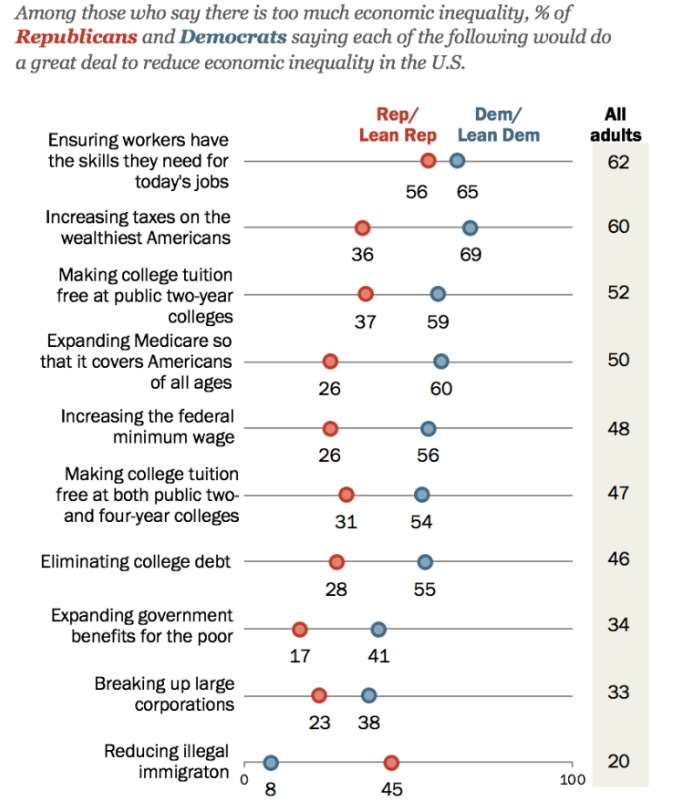 Among those who say there is too much economic inequality, % of
Republicans and Democrats saying each of the following would do
a great deal to reduce economic inequality in the U.S.
Rep/ Dem/ All
Lean Rep Lean Dem adults
Ensuring workers have
the skills they need for
today's jobs
62
56 65
Increasing taxes on the
wealthiest Americans
60
36 69
Making college tuition
free at public two-year
colleges
52
37 59
Expanding Medicare so
that it covers Americans
of all ages
50
26 60
Increasing the federal
minimum wage
48
26 56
Making college tuition
free at both public two-
and four-year colleges
47
31 54
Eliminating college debt
46
28 55
Expanding government
benefits for the poor
34
17 41
Breaking up large
corporations
33
23 38
Reducing illegal
immigraton
20
0 100
8 45